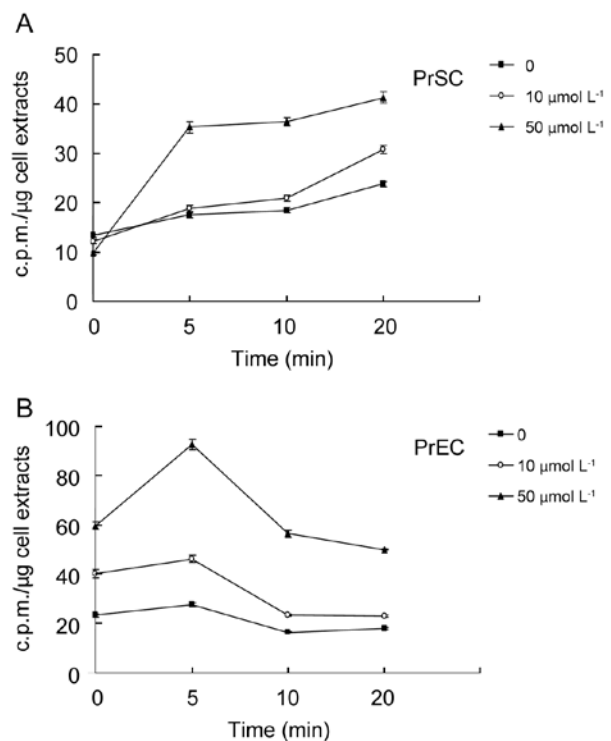 A
PrSC
0
10 µmol L⁻¹
50 µmol L⁻¹
c.p.m./µg cell extracts
50
40
30
20
10
0
0 5 10 20
Time (min)
B
PrEC
0
10 µmol L⁻¹
50 µmol L⁻¹
c.p.m./µg cell extracts
100
80
60
40
20
0
0 5 10 20
Time (min)